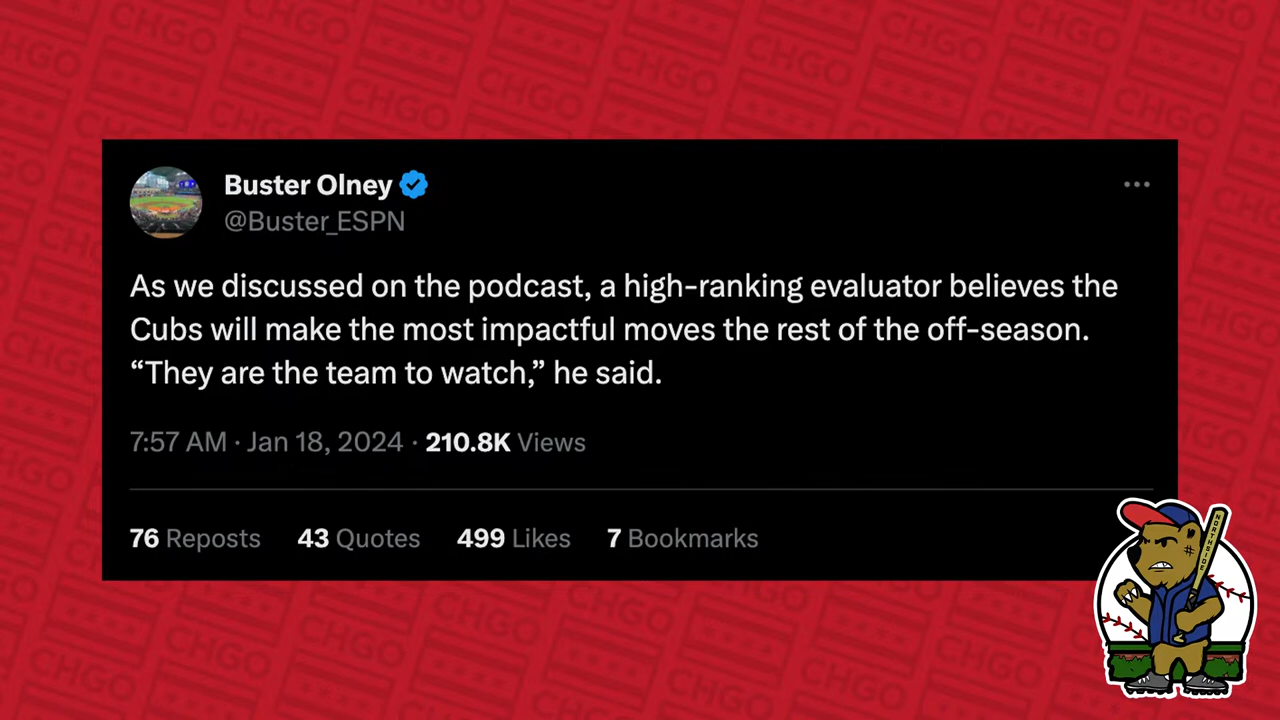 Buster Olney
@Buster_ESPN
As we discussed on the podcast, a high-ranking evaluator believes the
Cubs will make the most impactful moves the rest of the off-season.
“They are the team to watch,” he said.
7:57 AM · Jan 18, 2024 · 210.8K Views
76 Reposts 43 Quotes 499 Likes 7 Bookmarks
NORTHSIDE
CHGO